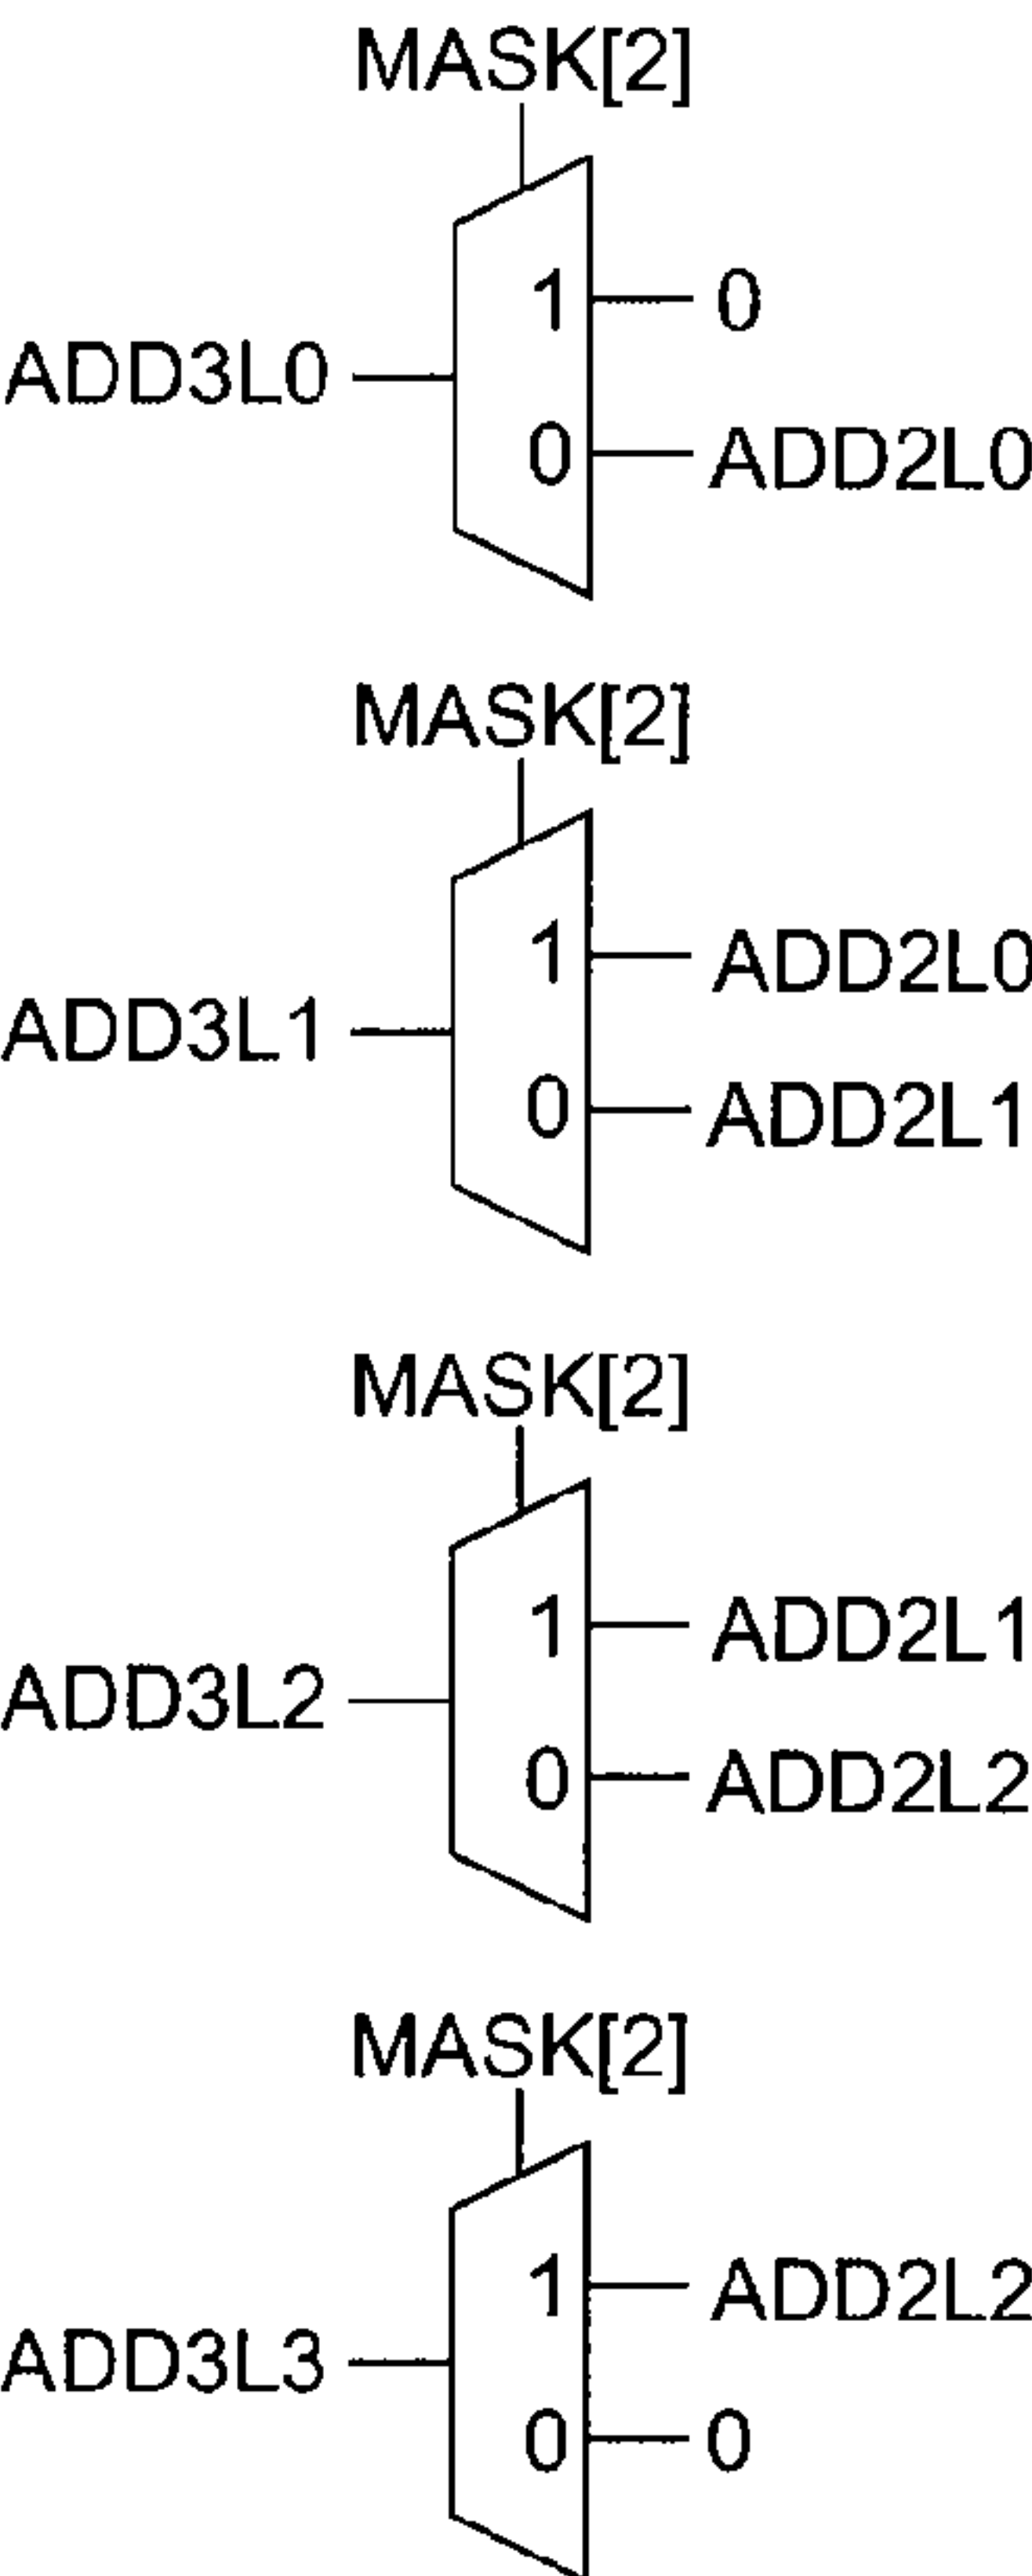 MASK[2]
1 0
ADD3L0
0 ADD2L0
MASK[2]
1 ADD2L0
ADD3L1
0 ADD2L1
MASK[2]
1 ADD2L1
ADD3L2
0 ADD2L2
MASK[2]
1 ADD2L2
ADD3L3
0 0